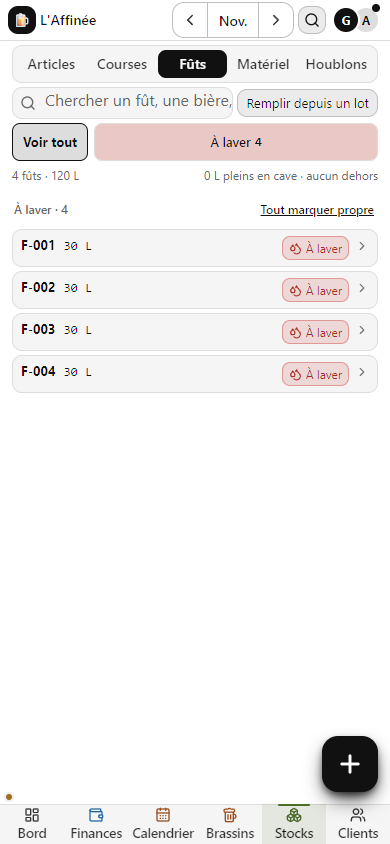 L'Affinée
Nov.
G A
Articles Courses Fûts Matériel Houblons
Chercher un fût, une bière,
Remplir depuis un lot
Voir tout
À laver 4
4 fûts · 120 L
0 L pleins en cave · aucun dehors
À laver · 4
Tout marquer propre
F-001 30 L À laver
F-002 30 L À laver
F-003 30 L À laver
F-004 30 L À laver
Bord Finances Calendrier Brassins Stocks Clients